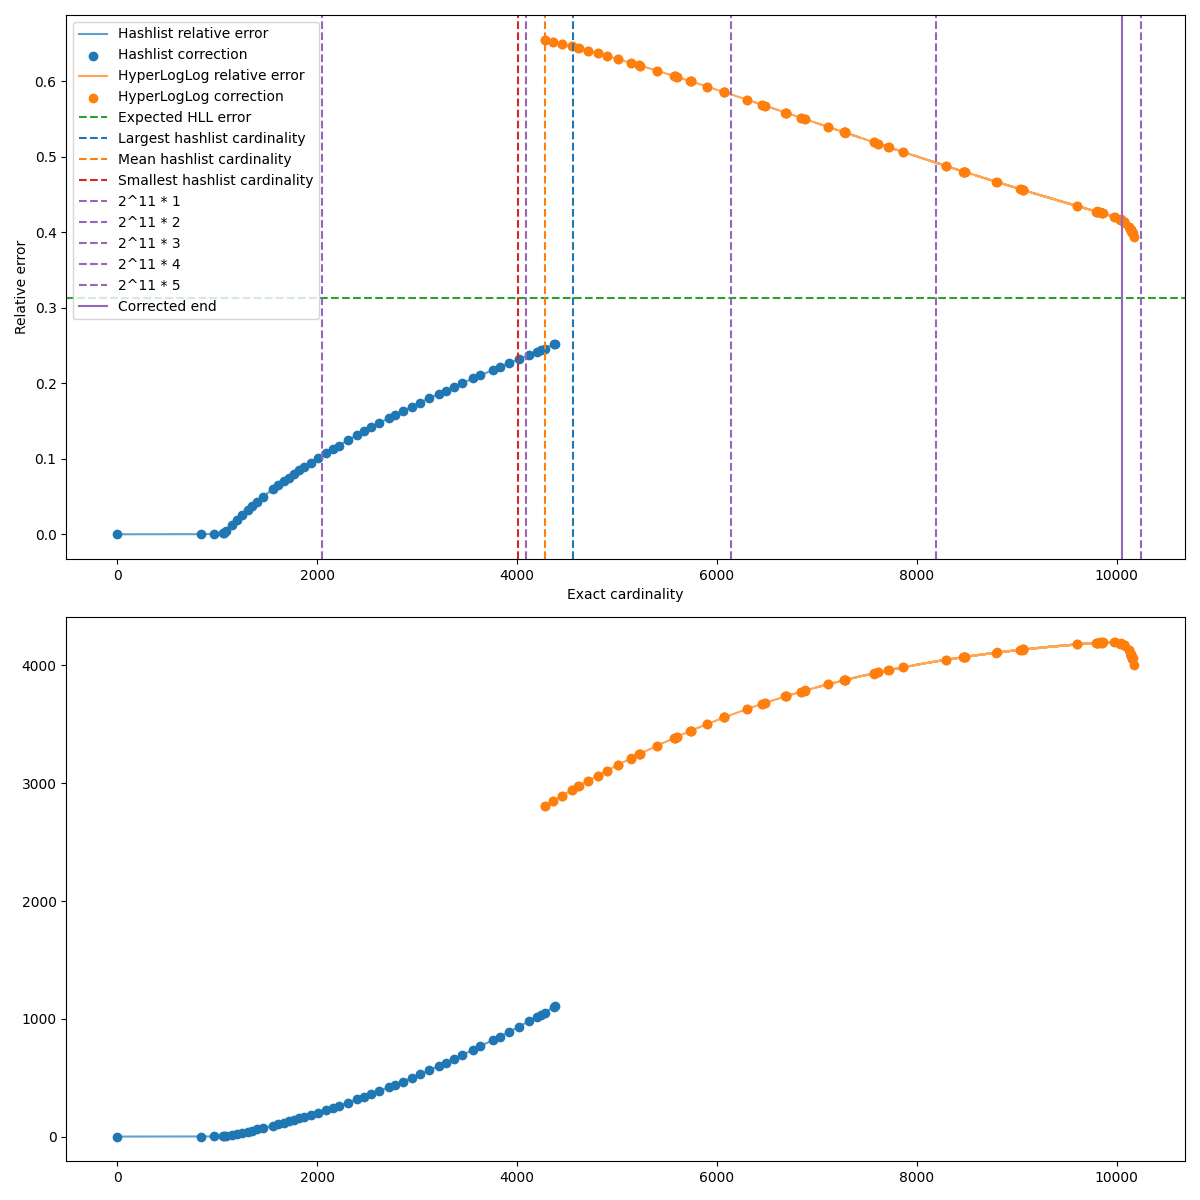 Hashlist relative error
Hashlist correction
HyperLogLog relative error
HyperLogLog correction
Expected HLL error
Largest hashlist cardinality
Mean hashlist cardinality
Smallest hashlist cardinality
2^11 * 1
2^11 * 2
2^11 * 3
2^11 * 4
2^11 * 5
Corrected end
Relative error
0.6
0.5
0.4
0.3
0.2
0.1
0.0
0 2000 4000 6000 8000 10000
Exact cardinality
4000
3000
2000
1000
0
0 2000 4000 6000 8000 10000